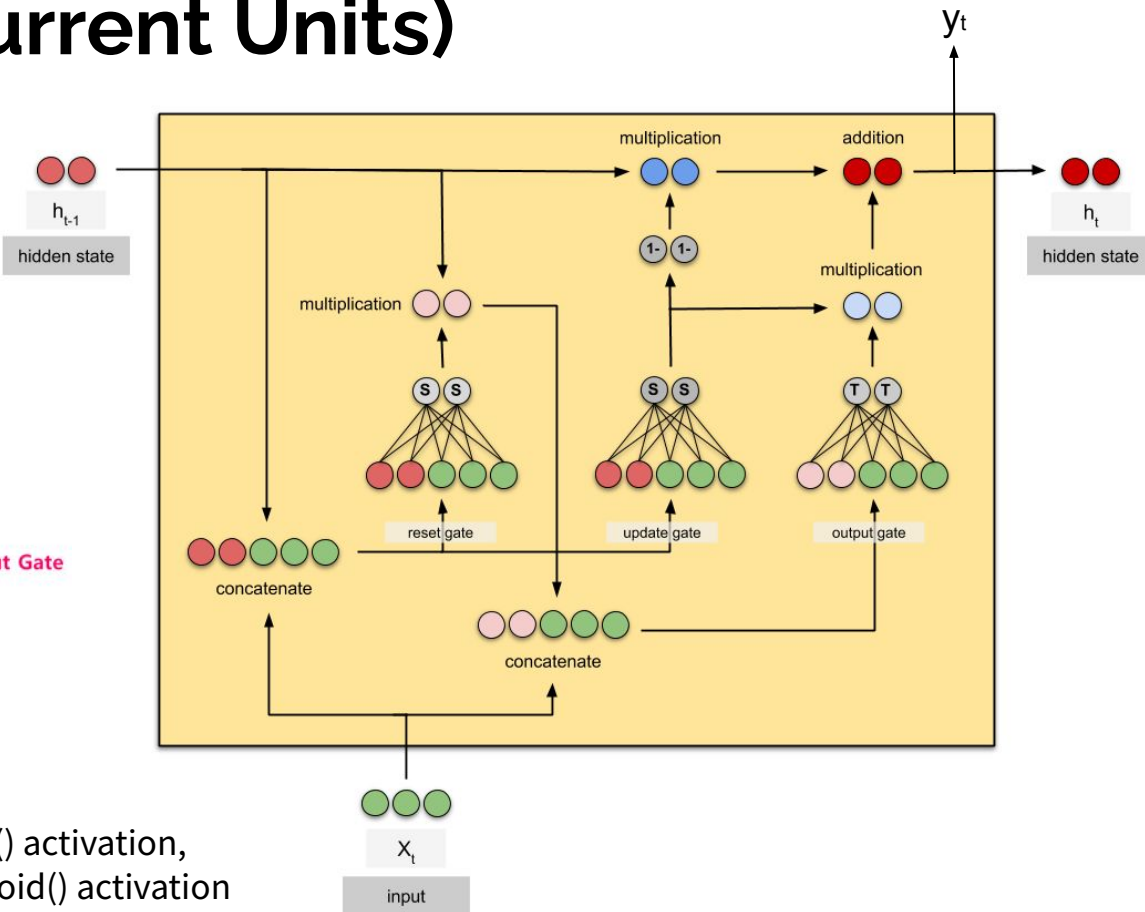 urrent Units)
yt
multiplication
addition
ht-1
hidden state
1- 1-
multiplication
ht
hidden state
multiplication
S S
S S
T T
reset gate
update gate
output gate
t Gate
concatenate
concatenate
() activation,
oid() activation
Xt
input